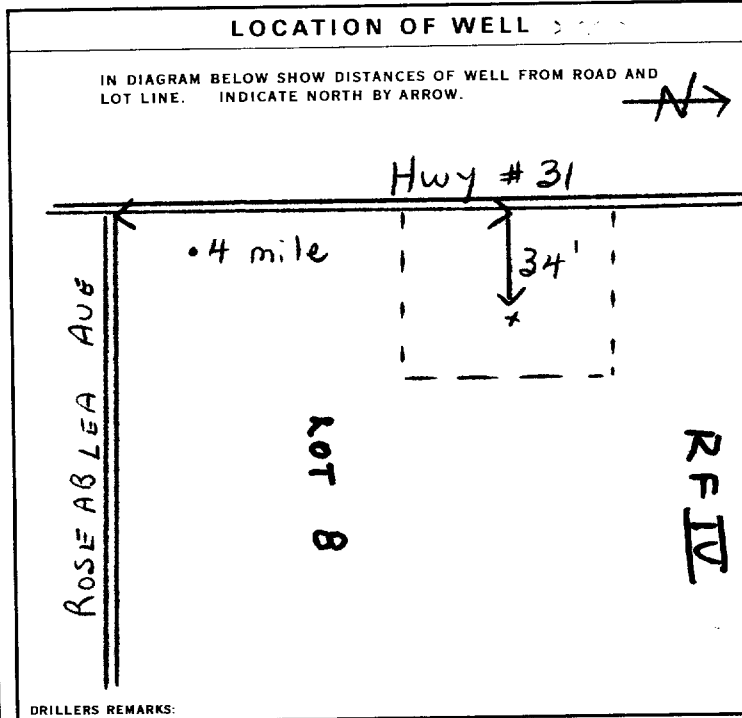 LOCATION OF WELL
IN DIAGRAM BELOW SHOW DISTANCES OF WELL FROM ROAD AND
LOT LINE. INDICATE NORTH BY ARROW.
N
Hwy # 31
.4 mile
34'
x
ROSEABLEA AVE
LOT 8
RF IV
DRILLERS REMARKS: